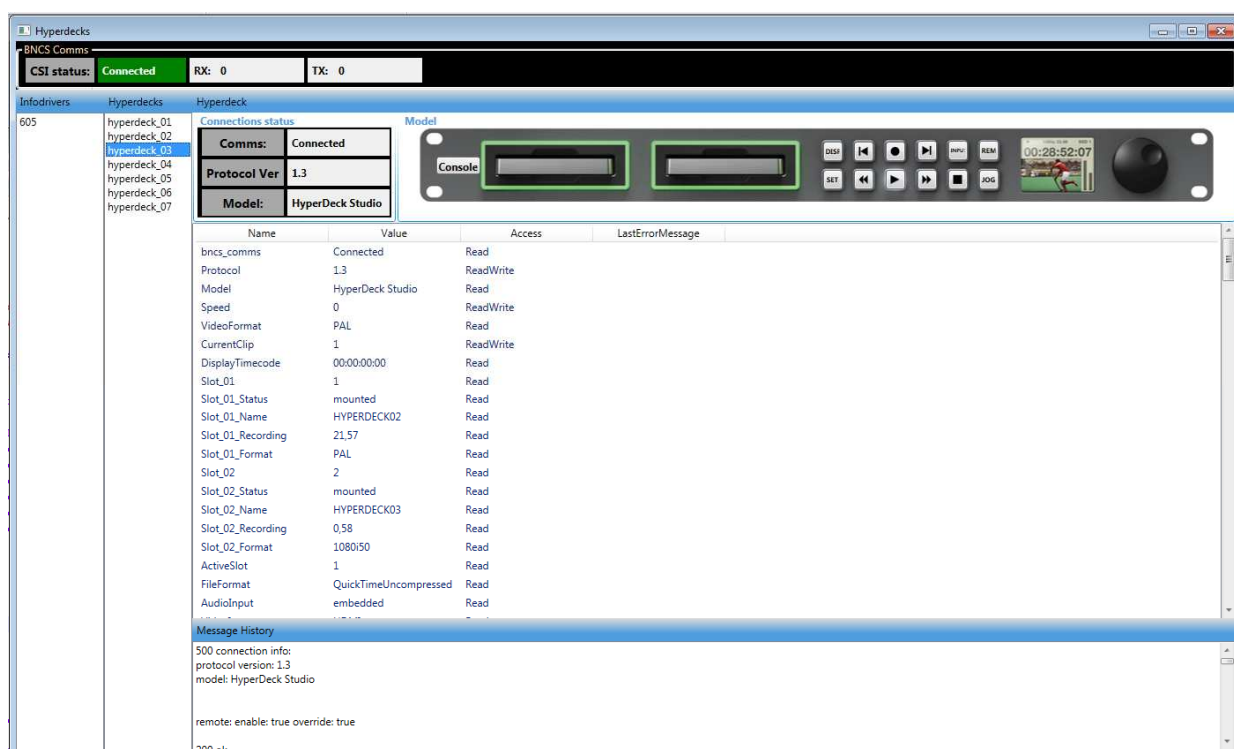 Hyperdecks
BNCS Comms
CSI status: Connected RX: 0 TX: 0
Infodrivers Hyperdecks Hyperdeck
605
hyperdeck_01
hyperdeck_02
hyperdeck_03
hyperdeck_04
hyperdeck_05
hyperdeck_06
hyperdeck_07
Connections status
Comms: Connected
Protocol Ver 1.3
Model: HyperDeck Studio
Model
Console
DISP INPUT REM
SET JOG
00:28:52:07
Name Value Access LastErrorMessage
bncs_comms Connected Read
Protocol 1.3 ReadWrite
Model HyperDeck Studio Read
Speed 0 ReadWrite
VideoFormat PAL Read
CurrentClip 1 ReadWrite
DisplayTimecode 00:00:00:00 Read
Slot_01 1 Read
Slot_01_Status mounted Read
Slot_01_Name HYPERDECK02 Read
Slot_01_Recording 21,57 Read
Slot_01_Format PAL Read
Slot_02 2 Read
Slot_02_Status mounted Read
Slot_02_Name HYPERDECK03 Read
Slot_02_Recording 0,58 Read
Slot_02_Format 1080i50 Read
ActiveSlot 1 Read
FileFormat QuickTimeUncompressed Read
AudioInput embedded Read
Message History
500 connection info:
protocol version: 1.3
model: HyperDeck Studio
remote: enable: true override: true